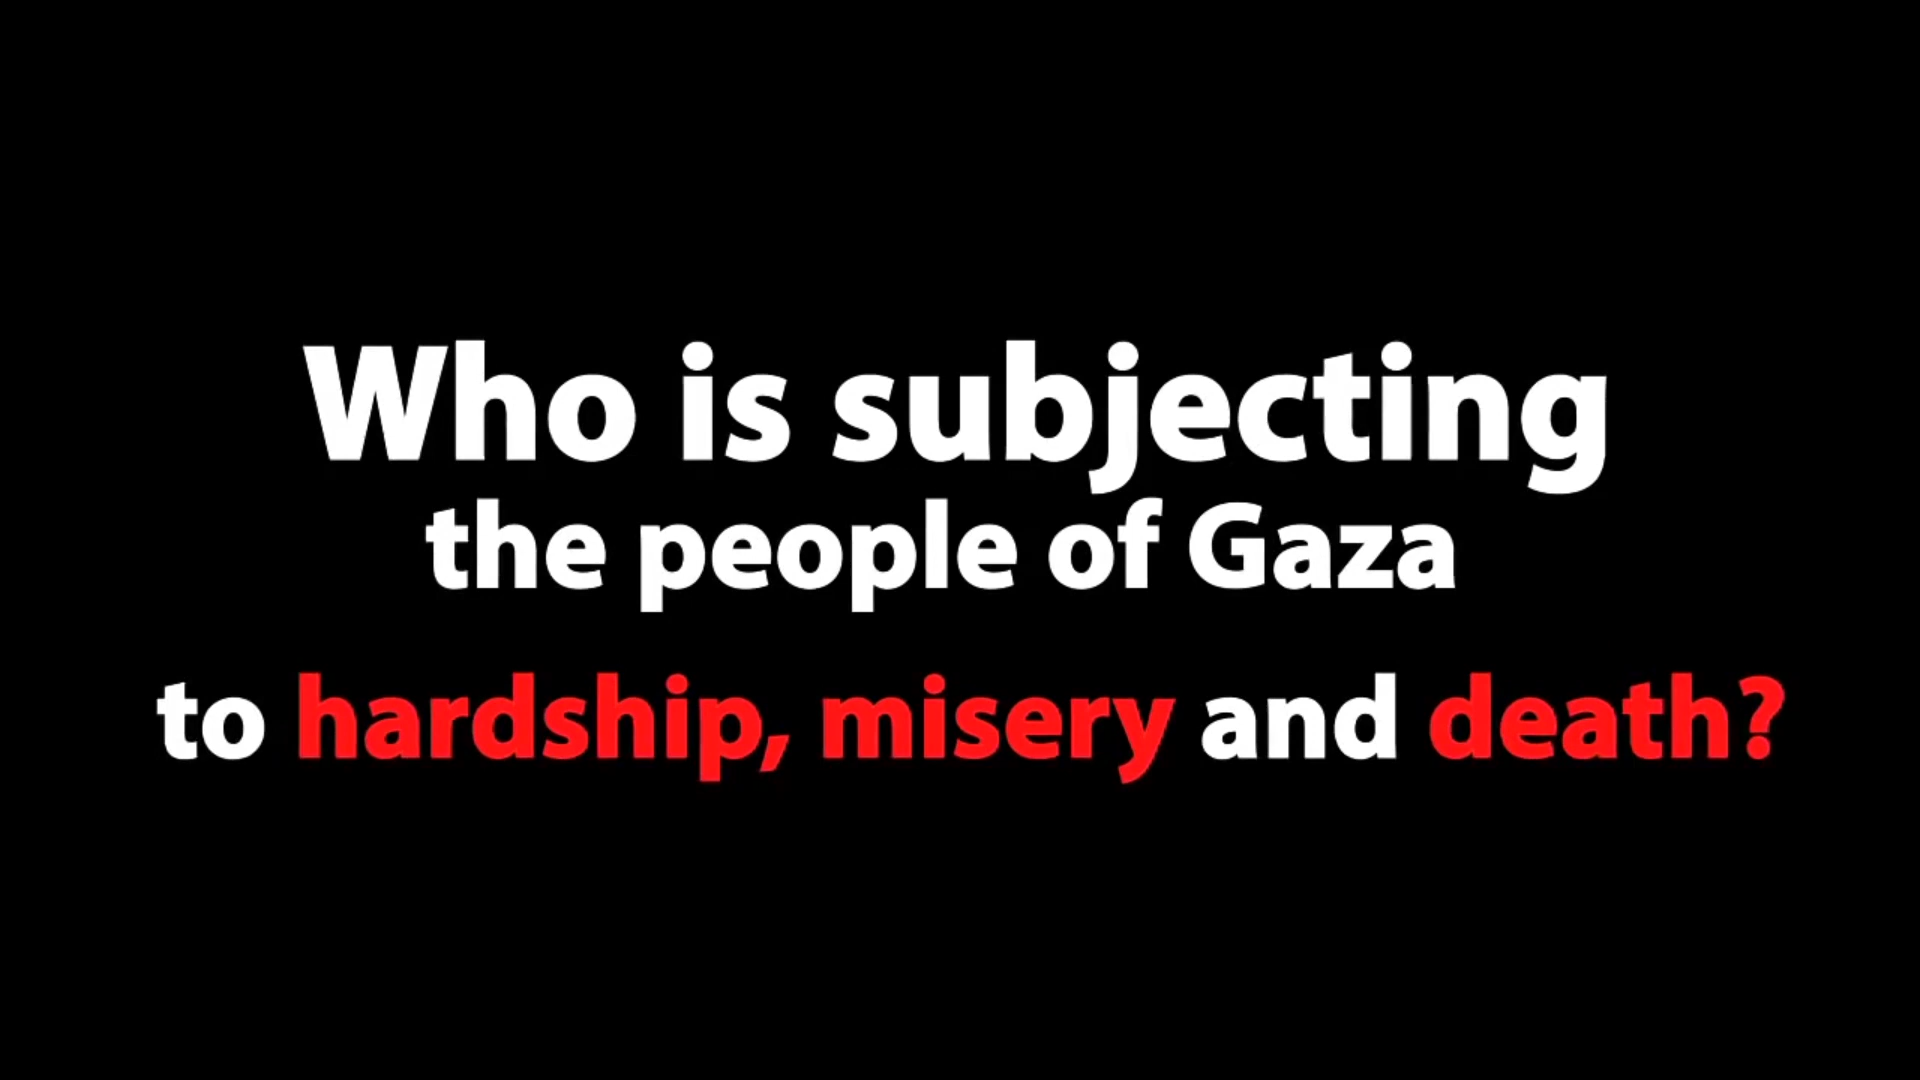 Who is subjecting
the people of Gaza
to hardship, misery and death?